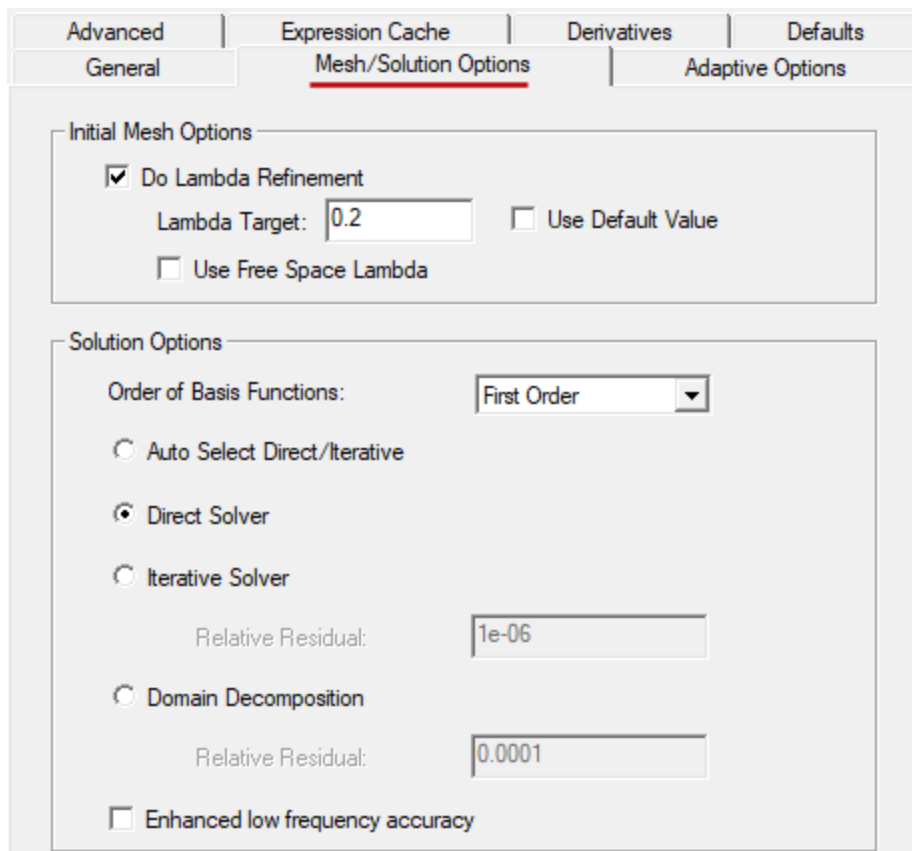 Advanced Expression Cache Derivatives Defaults
General Mesh/Solution Options Adaptive Options
Initial Mesh Options
Do Lambda Refinement
Lambda Target: 0.2 Use Default Value
Use Free Space Lambda
Solution Options
Order of Basis Functions: First Order
Auto Select Direct/Iterative
Direct Solver
Iterative Solver
Relative Residual: 1e-06
Domain Decomposition
Relative Residual: 0.0001
Enhanced low frequency accuracy